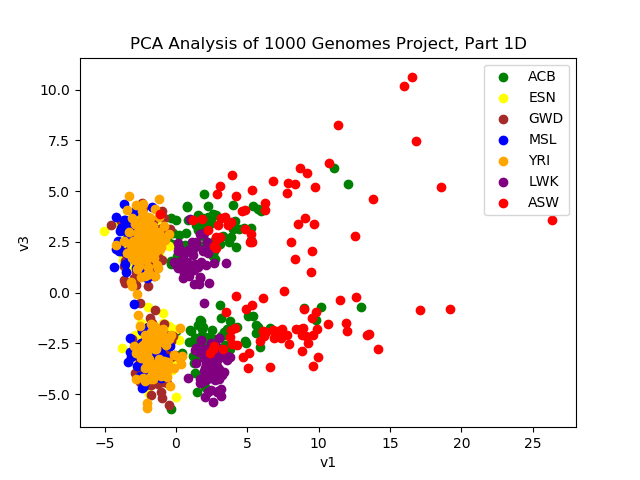 PCA Analysis of 1000 Genomes Project, Part 1D
ACB
ESN
GWD
MSL
YRI
LWK
ASW
10.0
7.5
5.0
2.5
0.0
−2.5
−5.0
v3
−5 0 5 10 15 20 25
v1